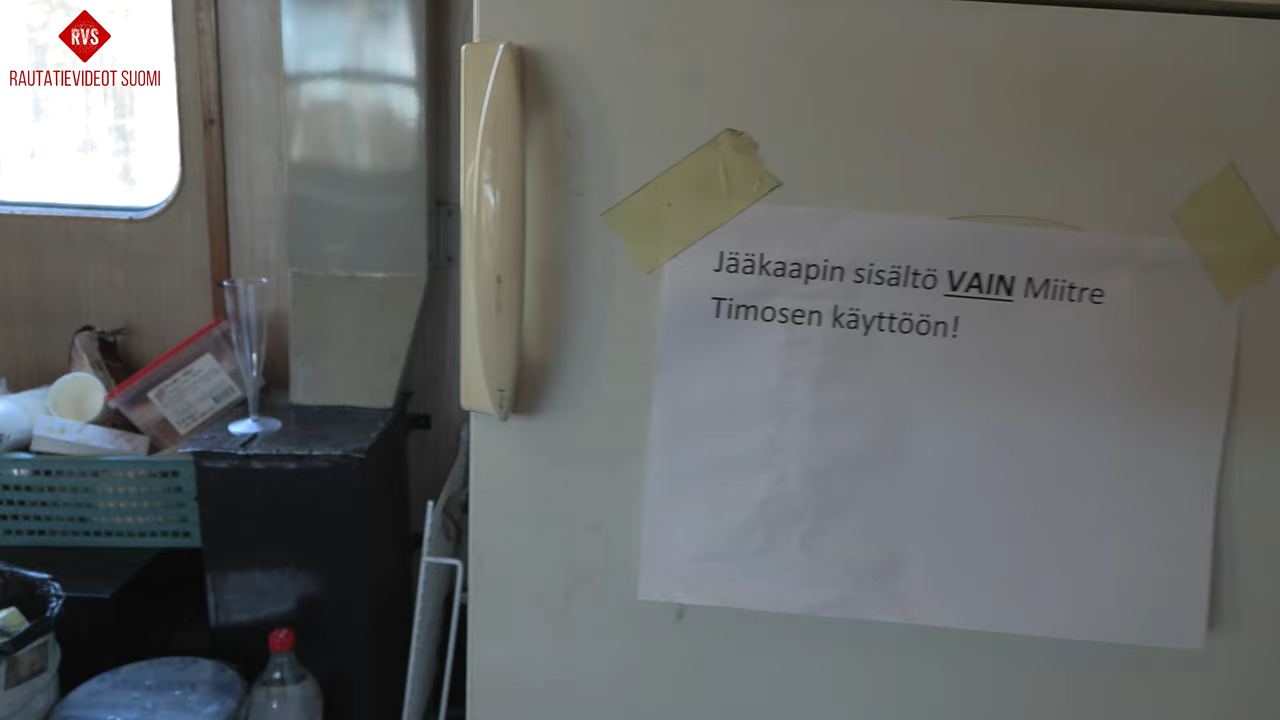 RVS
RAUTATIEVIDEOT SUOMI
Jääkaapin sisältö VAIN Miitre
Timosen käyttöön!